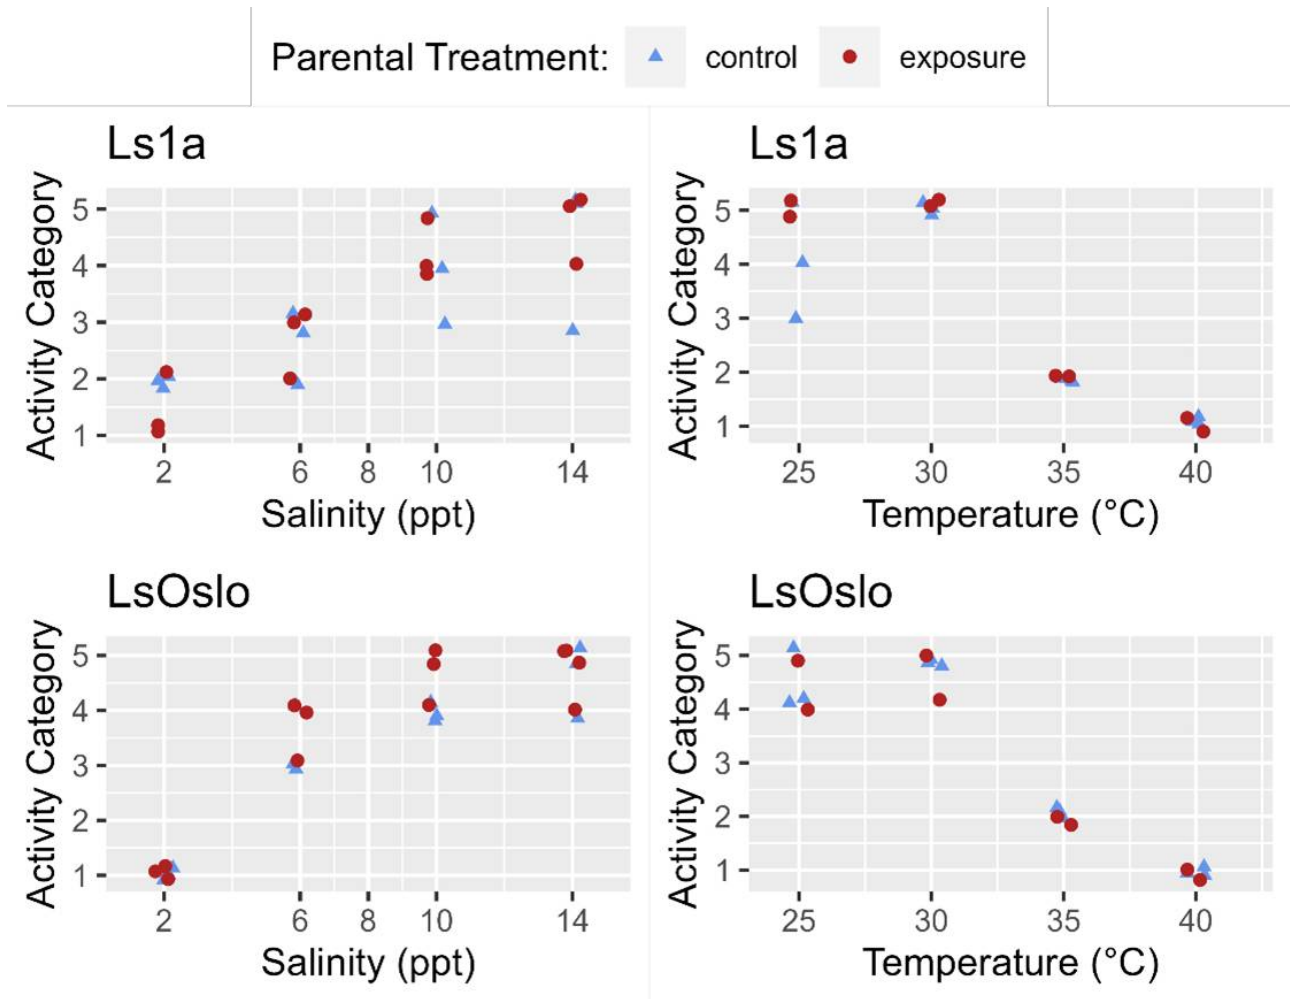 Parental Treatment: control exposure
Ls1a
Activity Category
5
4
3
2
1
2 6 8 10 14
Salinity (ppt)
Ls1a
Activity Category
5
4
3
2
1
25 30 35 40
Temperature (°C)
LsOslo
Activity Category
5
4
3
2
1
2 6 8 10 14
Salinity (ppt)
LsOslo
Activity Category
5
4
3
2
1
25 30 35 40
Temperature (°C)